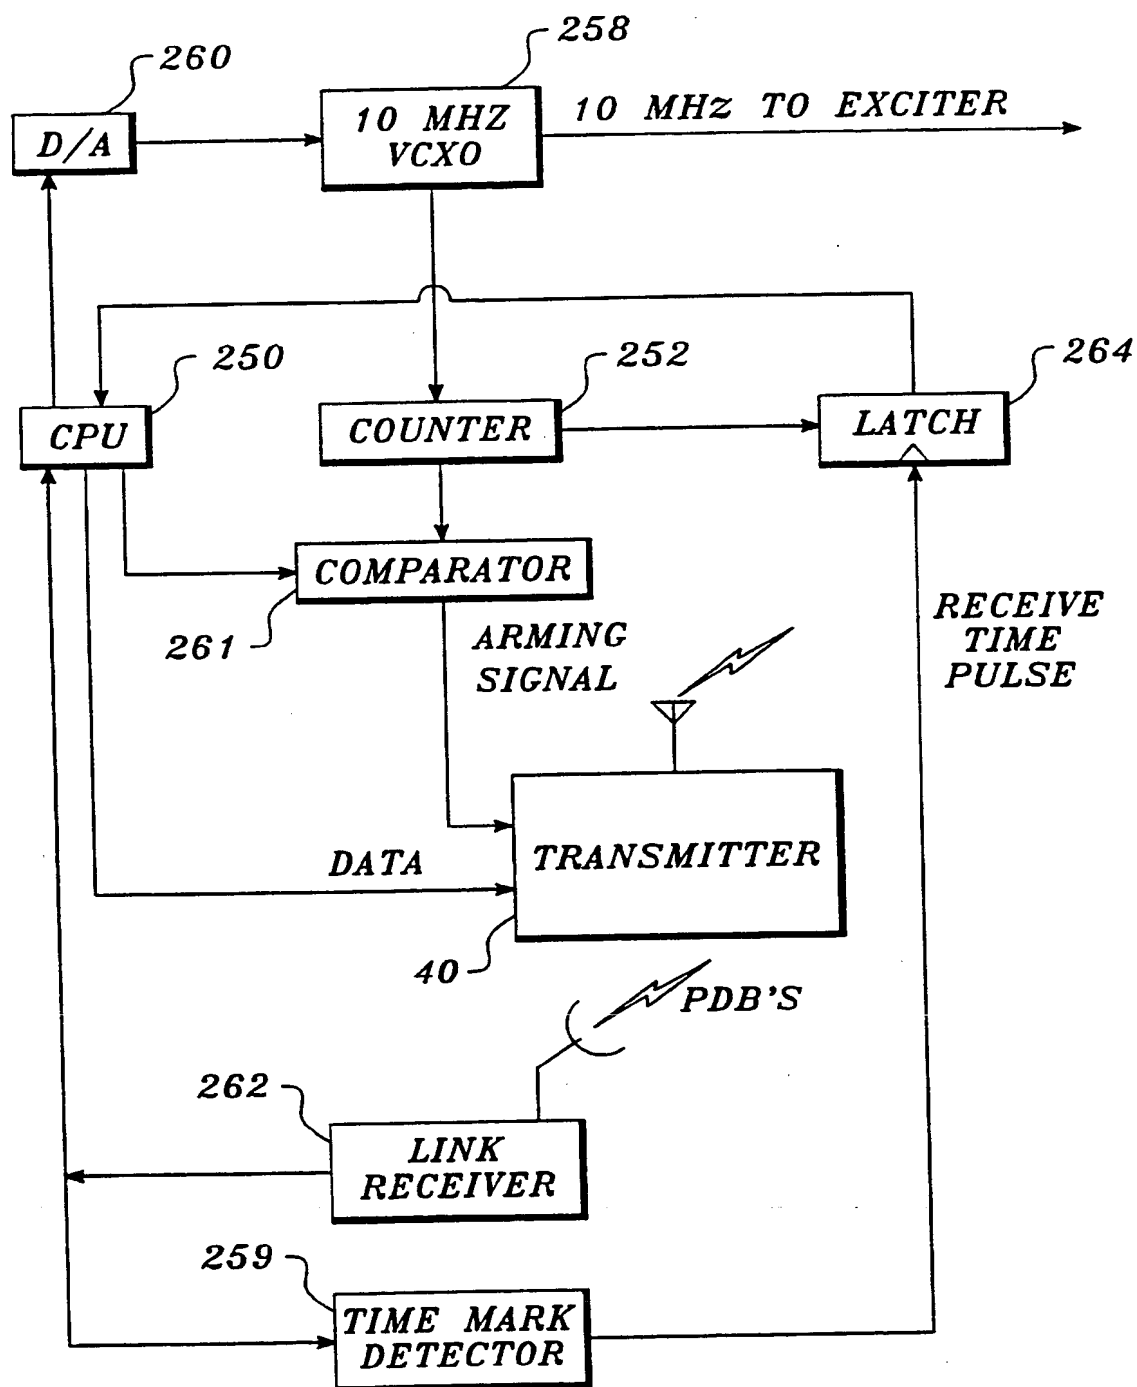 258
260
10 MHZ
VCXO
10 MHz TO EXCITER
D/A
250
252
264
CPU
COUNTER
LATCH
COMPARATOR
261
ARMING
SIGNAL
RECEIVE
TIME
PULSE
TRANSMITTER
DATA
40
PDB'S
262
LINK
RECEIVER
259
TIME MARK
DETECTOR